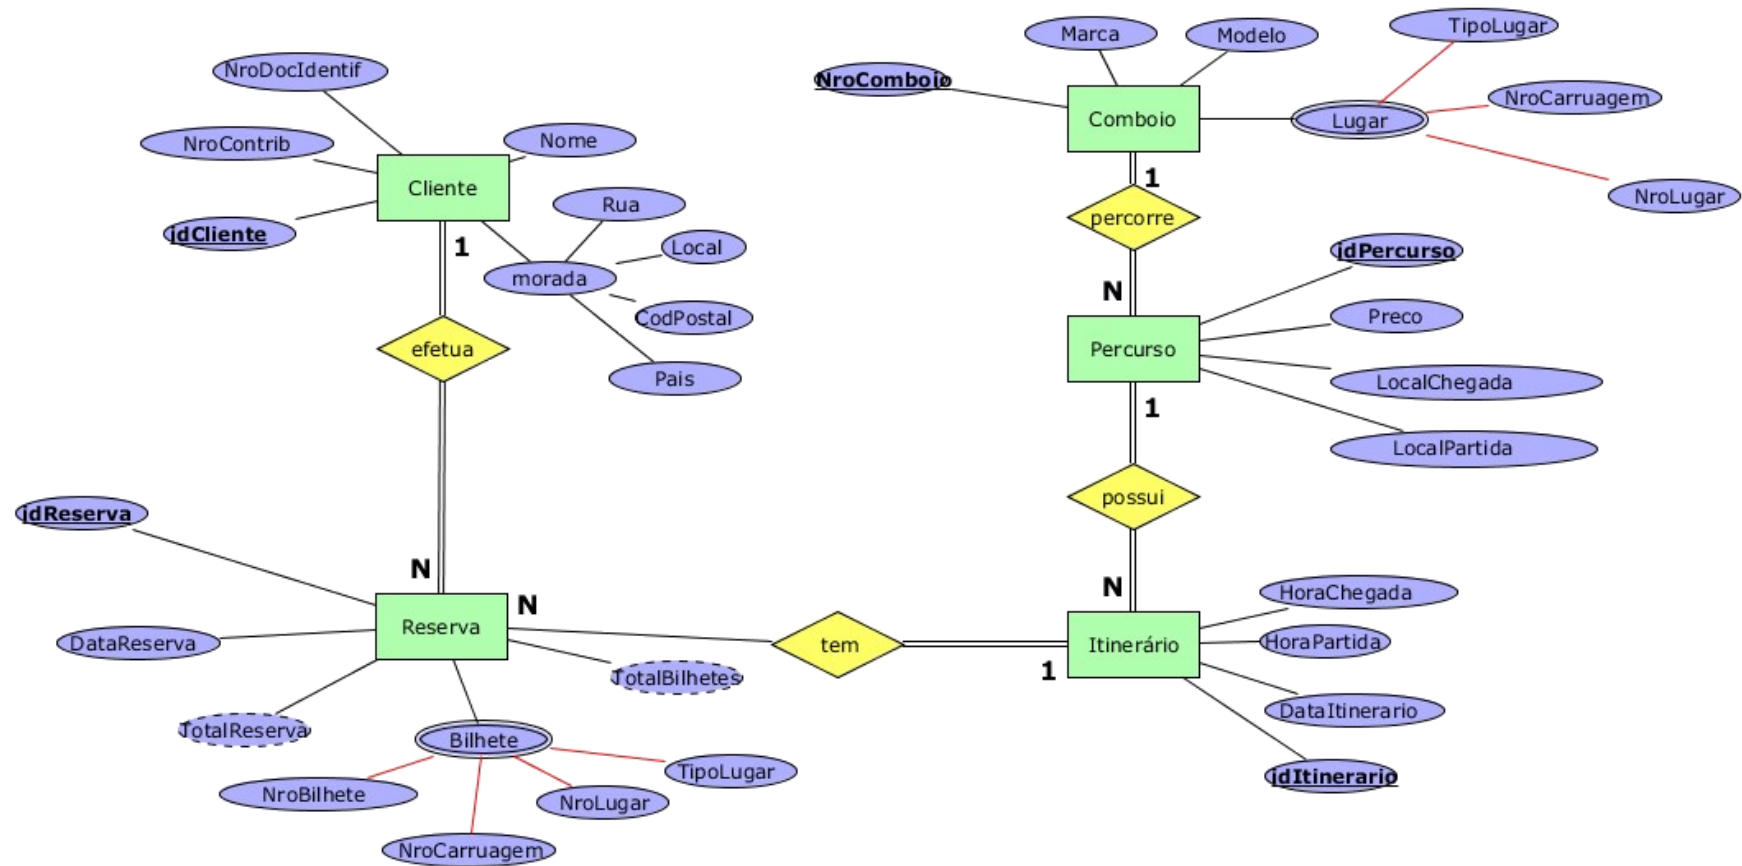 NroDocIdentif
NroContrib
idCliente
Cliente
Nome
Rua
Local
morada
CodPostal
Pais
1
efetua
N
idReserva
DataReserva
TotalReserva
Reserva
N
TotalBilhetes
Bilhete
NroBilhete
NroCarruagem
NroLugar
TipoLugar
tem
1
Marca
Modelo
NroComboio
Comboio
Lugar
TipoLugar
NroCarruagem
NroLugar
1
percorre
N
idPercurso
Preco
LocalChegada
LocalPartida
Percurso
1
possui
N
Itinerário
HoraChegada
HoraPartida
DataItinerario
idItinerario